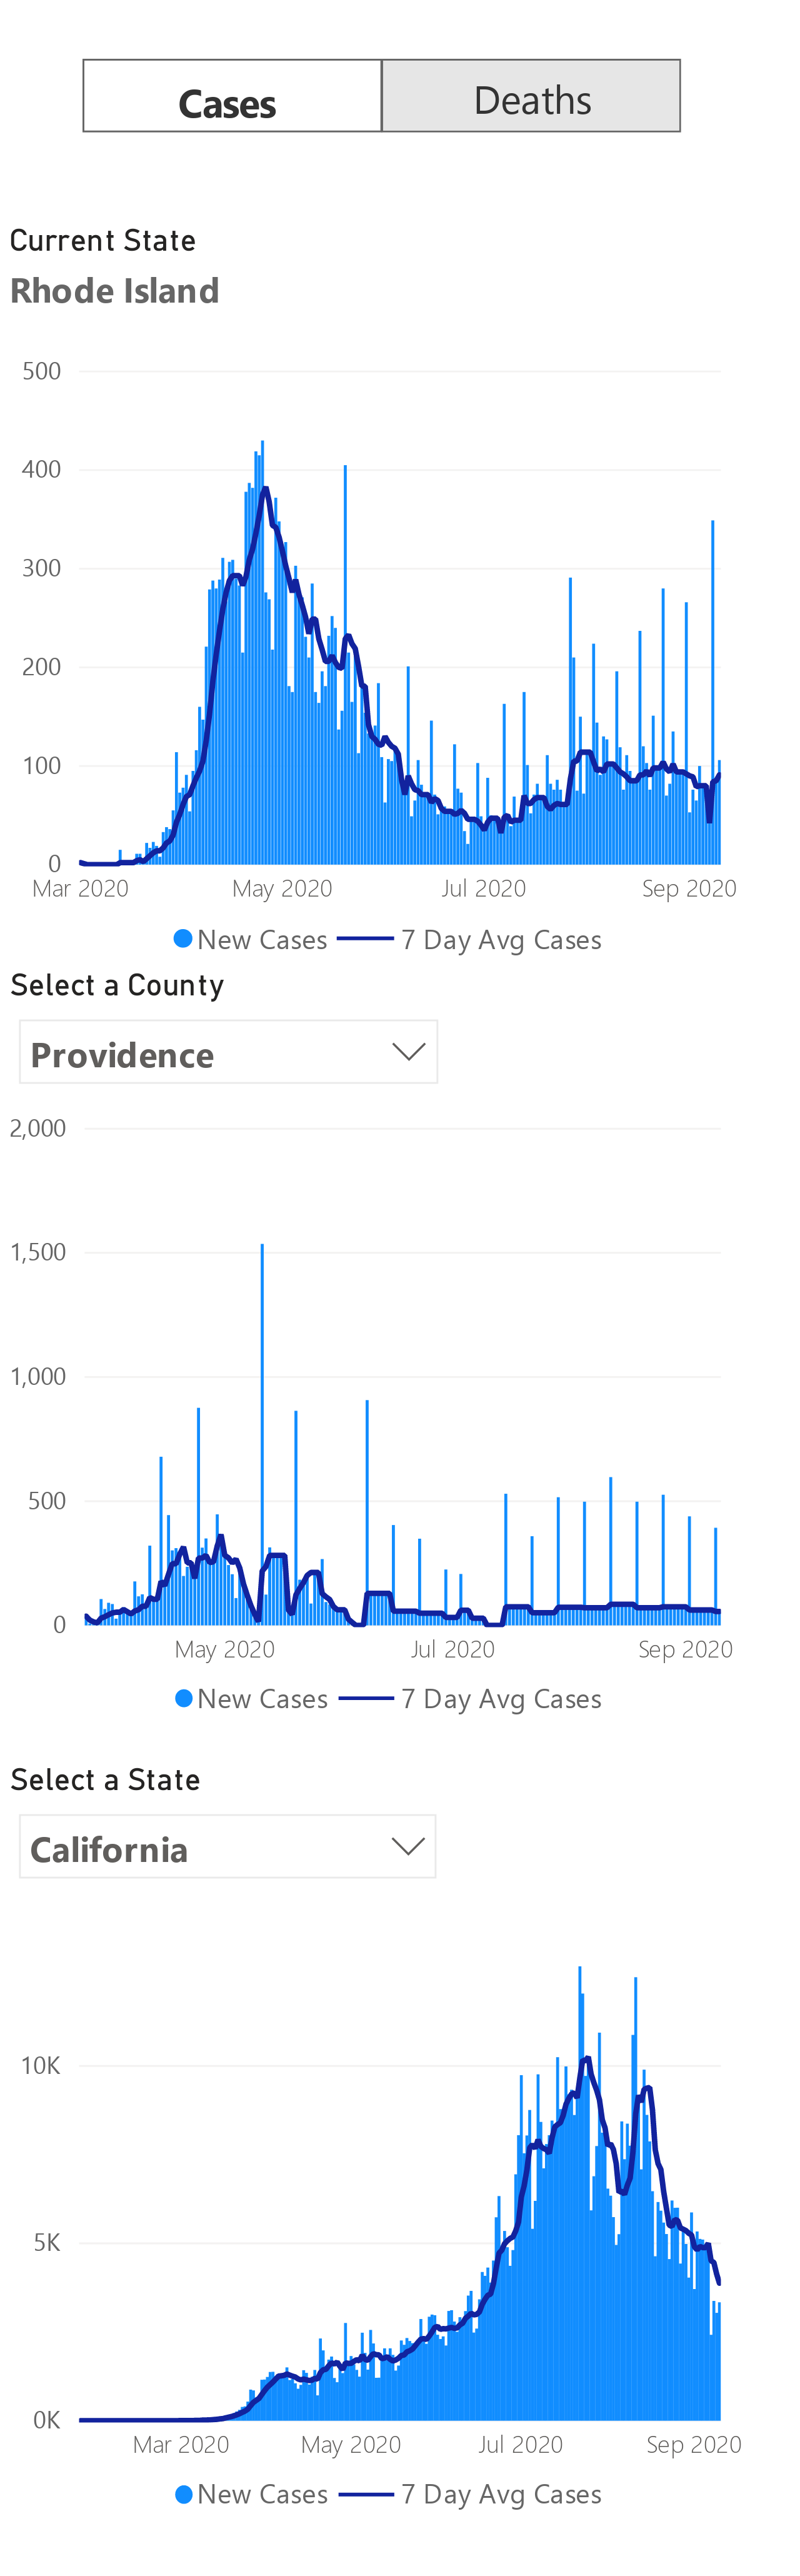 Cases Deaths
Current State
Rhode Island
500
400
300
200
100
0
Mar 2020 May 2020 Jul 2020 Sep 2020
New Cases 7 Day Avg Cases
Select a County
Providence
2,000
1,500
1,000
500
0
May 2020 Jul 2020 Sep 2020
New Cases 7 Day Avg Cases
Select a State
California
10K
5K
0K
Mar 2020 May 2020 Jul 2020 Sep 2020
New Cases 7 Day Avg Cases